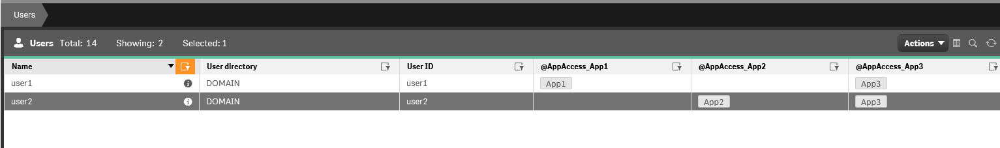 Users
Users Total: 14 Showing: 2 Selected: 1 Actions
Name User directory User ID @AppAccess_App1 @AppAccess_App2 @AppAccess_App3
user1 DOMAIN user1 App1 App3
user2 DOMAIN user2 App2 App3